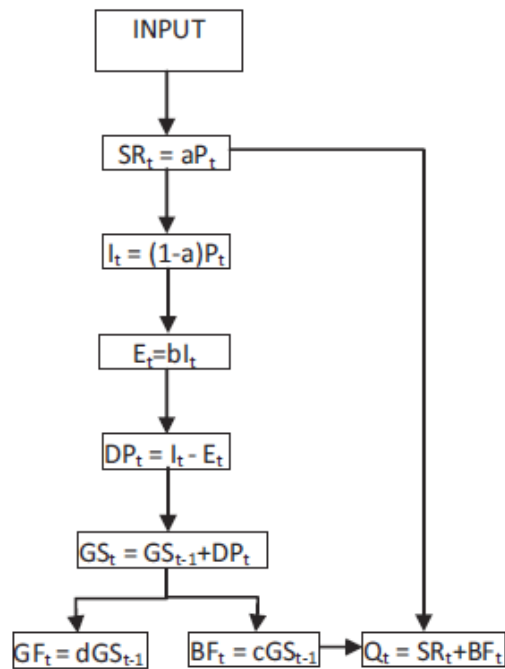 INPUT
SRₜ = aPₜ
Iₜ = (1-a)Pₜ
Eₜ=bIₜ
DPₜ = Iₜ - Eₜ
GSₜ = GSₜ₋₁+DPₜ
GFₜ = dGSₜ₋₁
BFₜ = cGSₜ₋₁
Qₜ = SRₜ+BFₜ